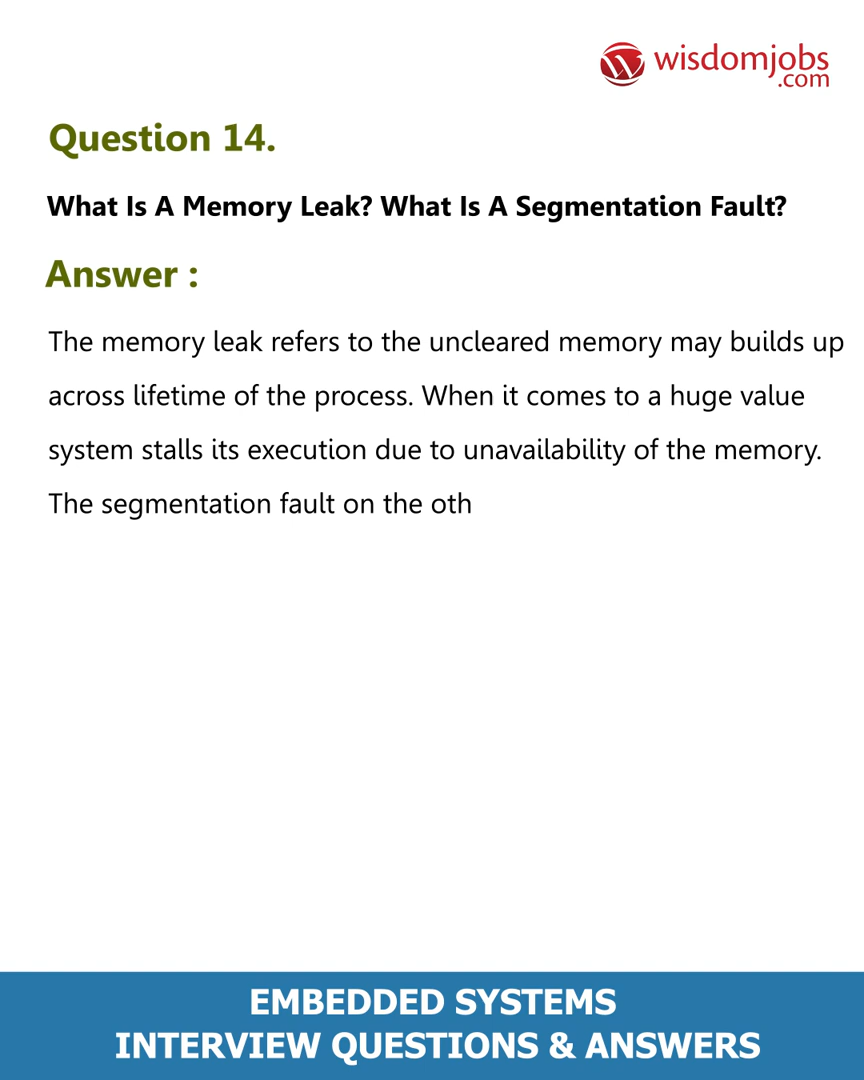 wisdomjobs
.com
Question 14.
What Is A Memory Leak? What Is A Segmentation Fault?
Answer :
The memory leak refers to the uncleared memory may builds up
across lifetime of the process. When it comes to a huge value
system stalls its execution due to unavailability of the memory.
The segmentation fault on the oth
EMBEDDED SYSTEMS
INTERVIEW QUESTIONS & ANSWERS